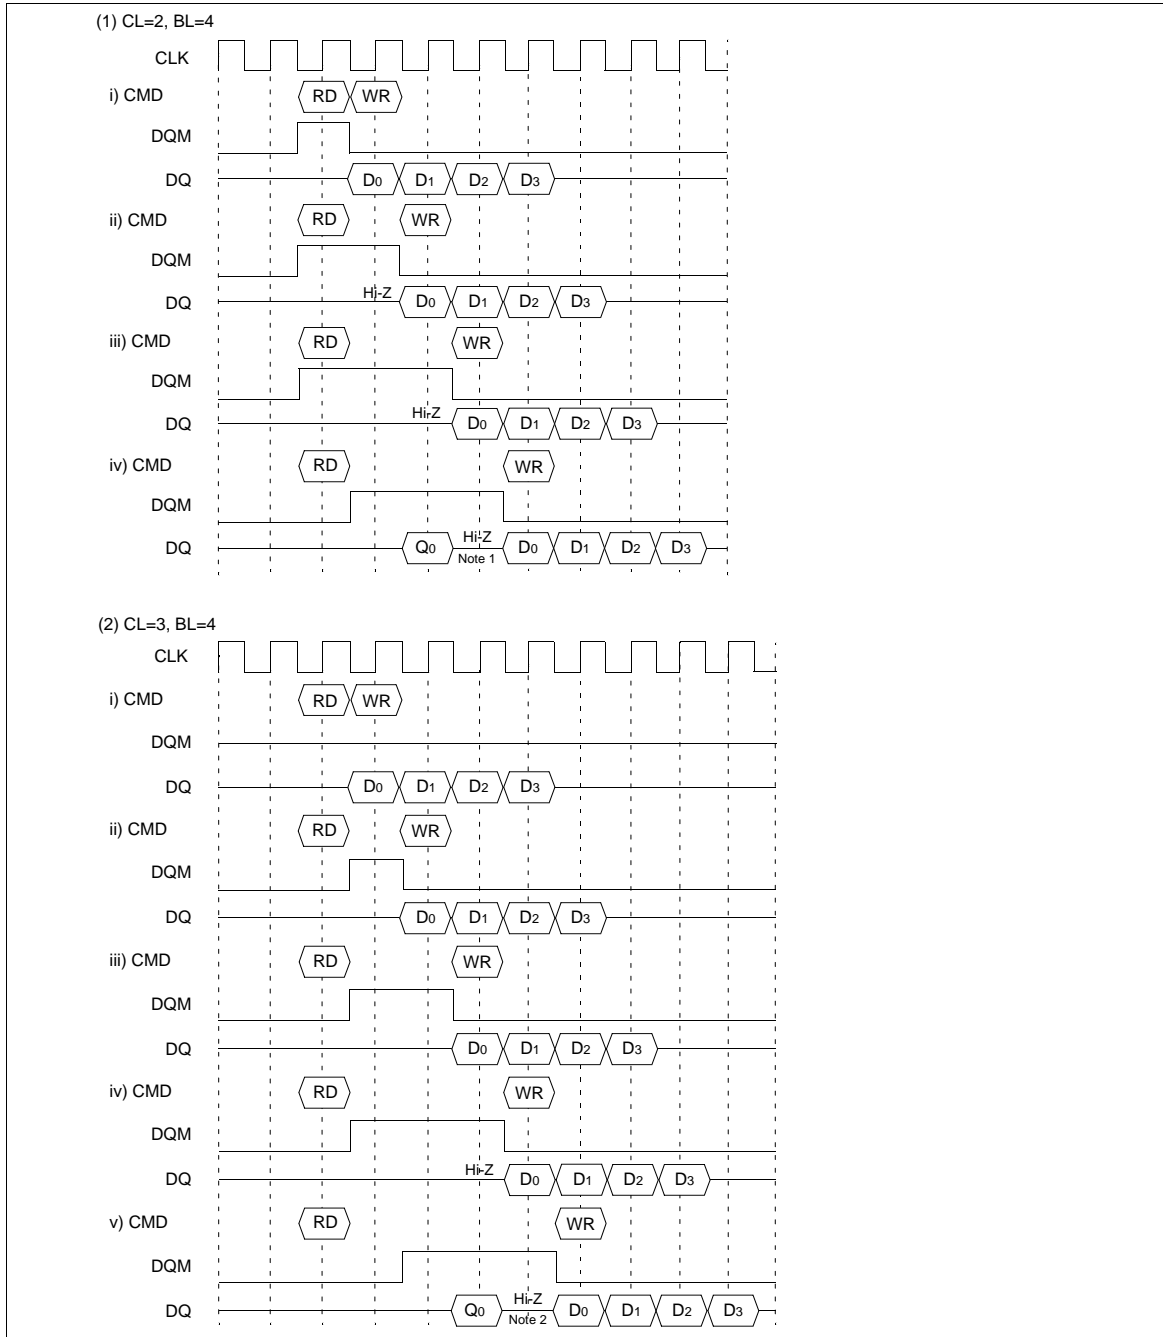 (1) CL=2, BL=4
CLK
i) CMD RD WR
DQM
DQ D0 D1 D2 D3
ii) CMD RD WR
DQM
DQ Hi-Z D0 D1 D2 D3
iii) CMD RD WR
DQM
DQ Hi-Z D0 D1 D2 D3
iv) CMD RD WR
DQM
DQ Q0 Hi-Z Note 1 D0 D1 D2 D3
(2) CL=3, BL=4
CLK
i) CMD RD WR
DQM
DQ D0 D1 D2 D3
ii) CMD RD WR
DQM
DQ D0 D1 D2 D3
iii) CMD RD WR
DQM
DQ D0 D1 D2 D3
iv) CMD RD WR
DQM
DQ Hi-Z D0 D1 D2 D3
v) CMD RD WR
DQM
DQ Q0 Hi-Z Note 2 D0 D1 D2 D3